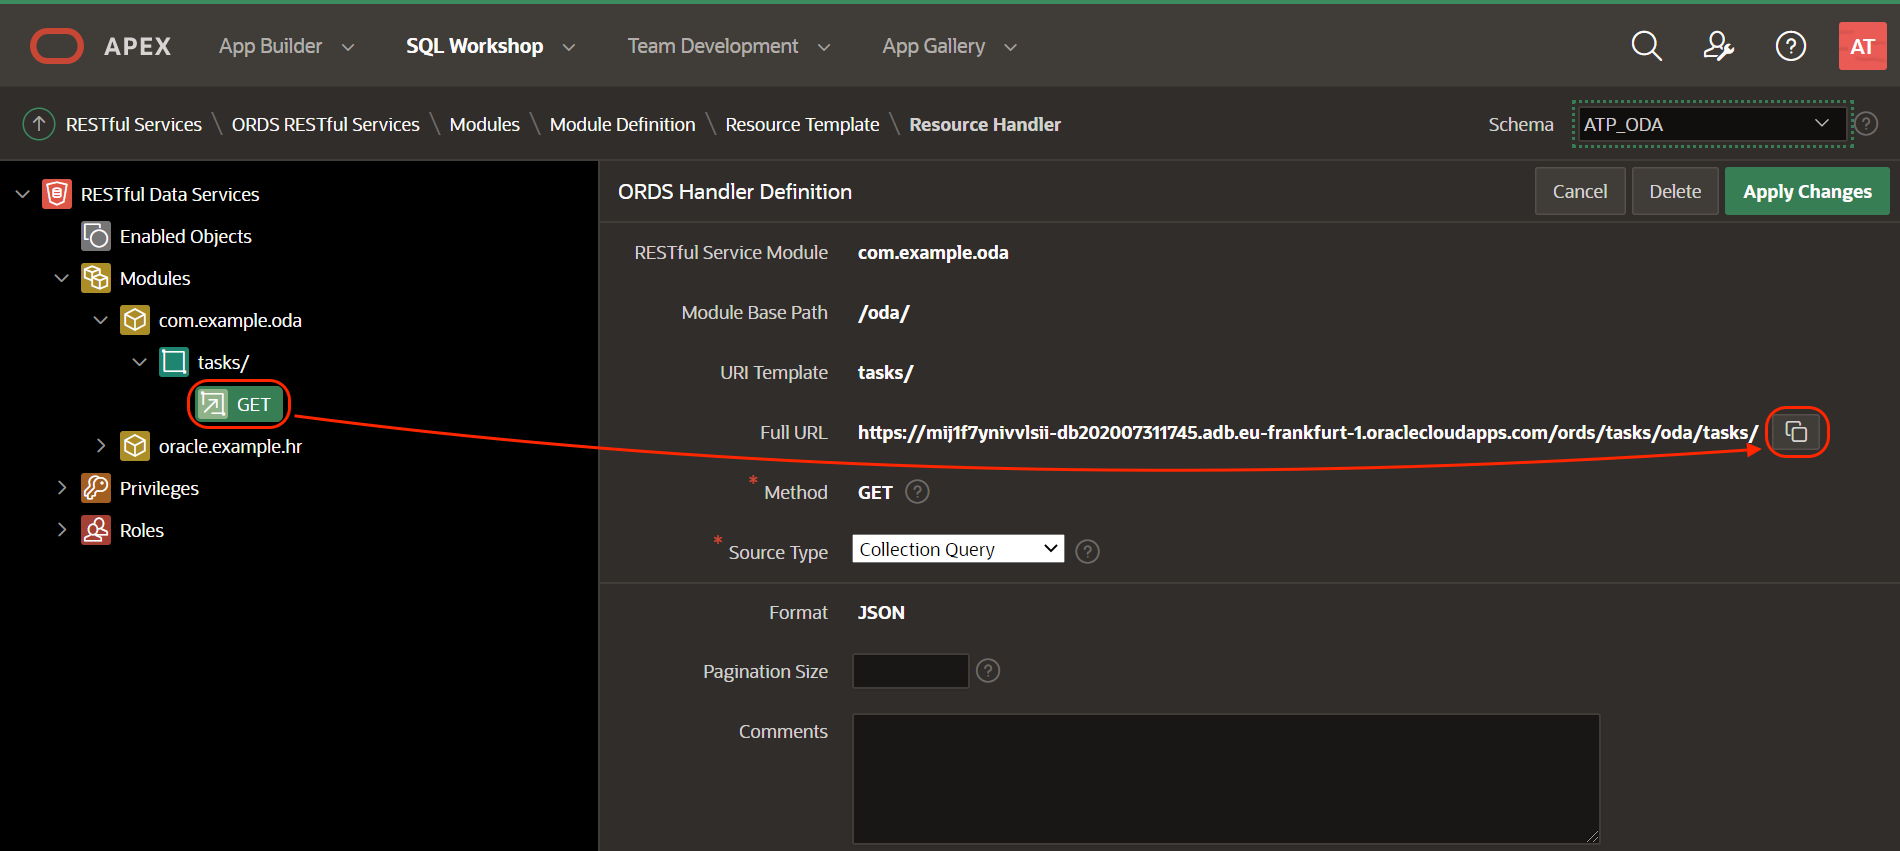 APEX App Builder SQL Workshop Team Development App Gallery AT
RESTful Services \ ORDS RESTful Services \ Modules \ Module Definition \ Resource Template \ Resource Handler Schema ATP_ODA
RESTful Data Services
Enabled Objects
Modules
com.example.oda
tasks/
GET
oracle.example.hr
Privileges
Roles
ORDS Handler Definition Cancel Delete Apply Changes
RESTful Service Module com.example.oda
Module Base Path /oda/
URI Template tasks/
Full URL https://mij1f7ynivvlsii-db202007311745.adb.eu-frankfurt-1.oraclecloudapps.com/ords/tasks/oda/tasks/
* Method GET
* Source Type Collection Query
Format JSON
Pagination Size
Comments